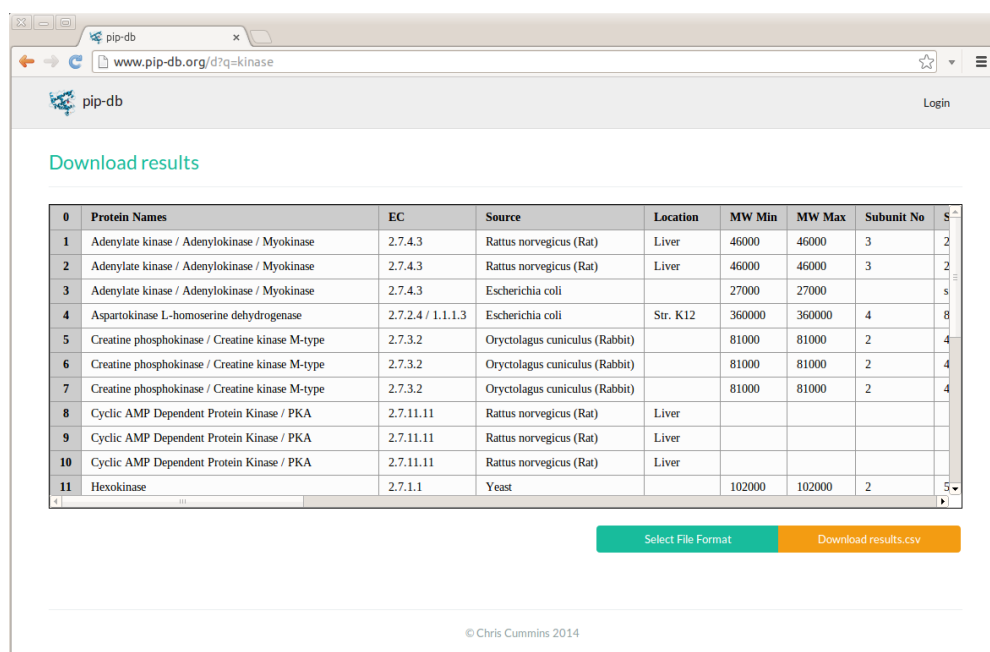 pip-db
www.pip-db.org/d?q=kinase
pip-db Login
Download results
0 Protein Names EC Source Location MW Min MW Max Subunit No S
1 Adenylate kinase / Adenylokinase / Myokinase 2.7.4.3 Rattus norvegicus (Rat) Liver 46000 46000 3 2
2 Adenylate kinase / Adenylokinase / Myokinase 2.7.4.3 Rattus norvegicus (Rat) Liver 46000 46000 3 2
3 Adenylate kinase / Adenylokinase / Myokinase 2.7.4.3 Escherichia coli 27000 27000 s
4 Aspartokinase L-homoserine dehydrogenase 2.7.2.4 / 1.1.1.3 Escherichia coli Str. K12 360000 360000 4 8
5 Creatine phosphokinase / Creatine kinase M-type 2.7.3.2 Oryctolagus cuniculus (Rabbit) 81000 81000 2 4
6 Creatine phosphokinase / Creatine kinase M-type 2.7.3.2 Oryctolagus cuniculus (Rabbit) 81000 81000 2 4
7 Creatine phosphokinase / Creatine kinase M-type 2.7.3.2 Oryctolagus cuniculus (Rabbit) 81000 81000 2 4
8 Cyclic AMP Dependent Protein Kinase / PKA 2.7.11.11 Rattus norvegicus (Rat) Liver
9 Cyclic AMP Dependent Protein Kinase / PKA 2.7.11.11 Rattus norvegicus (Rat) Liver
10 Cyclic AMP Dependent Protein Kinase / PKA 2.7.11.11 Rattus norvegicus (Rat) Liver
11 Hexokinase 2.7.1.1 Yeast 102000 102000 2 5
Select File Format Download results.csv
© Chris Cummins 2014